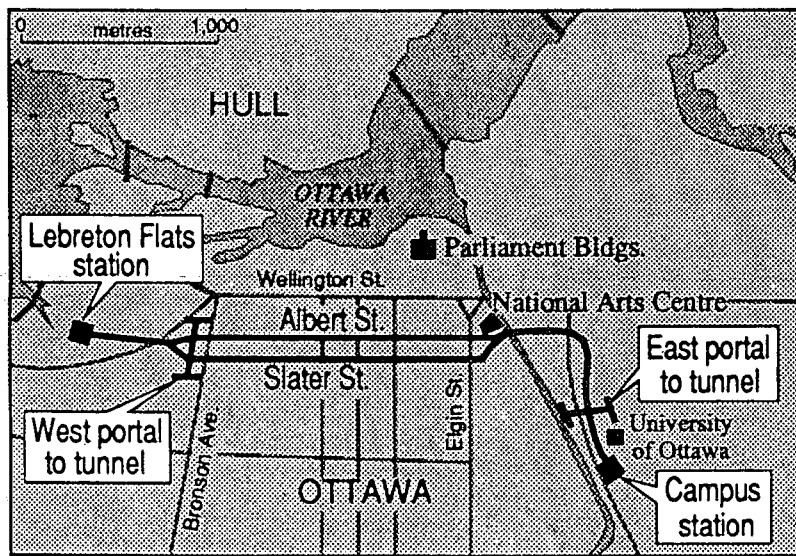 0 metres 1,000
HULL
OTTAWA
RIVER
Lebreton Flats
station
Parliament Bldgs.
Wellington St.
National Arts Centre
Albert St.
Slater St.
East portal
to tunnel
West portal
to tunnel
Bronson Ave.
Elgin St.
University
of Ottawa
OTTAWA
Campus
station